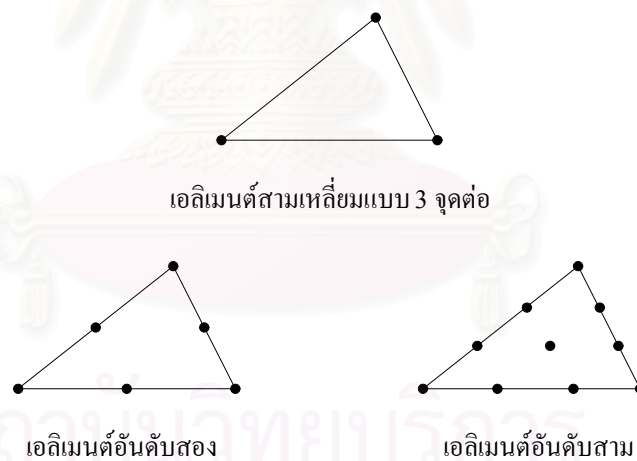 เอลิเมนต์สามเหลี่ยมแบบ 3 จุดต่อ
เอลิเมนต์อันดับสอง
เอลิเมนต์อันดับสาม